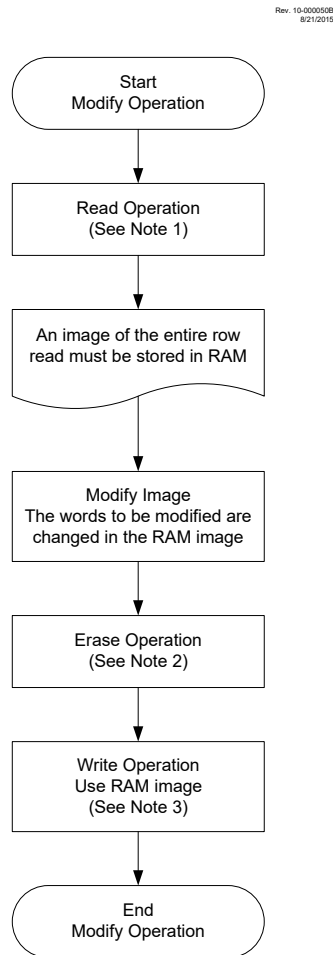 Rev. 10-000050B
8/21/2015
Start
Modify Operation
Read Operation
(See Note 1)
An image of the entire row
read must be stored in RAM
Modify Image
The words to be modified are
changed in the RAM image
Erase Operation
(See Note 2)
Write Operation
Use RAM image
(See Note 3)
End
Modify Operation